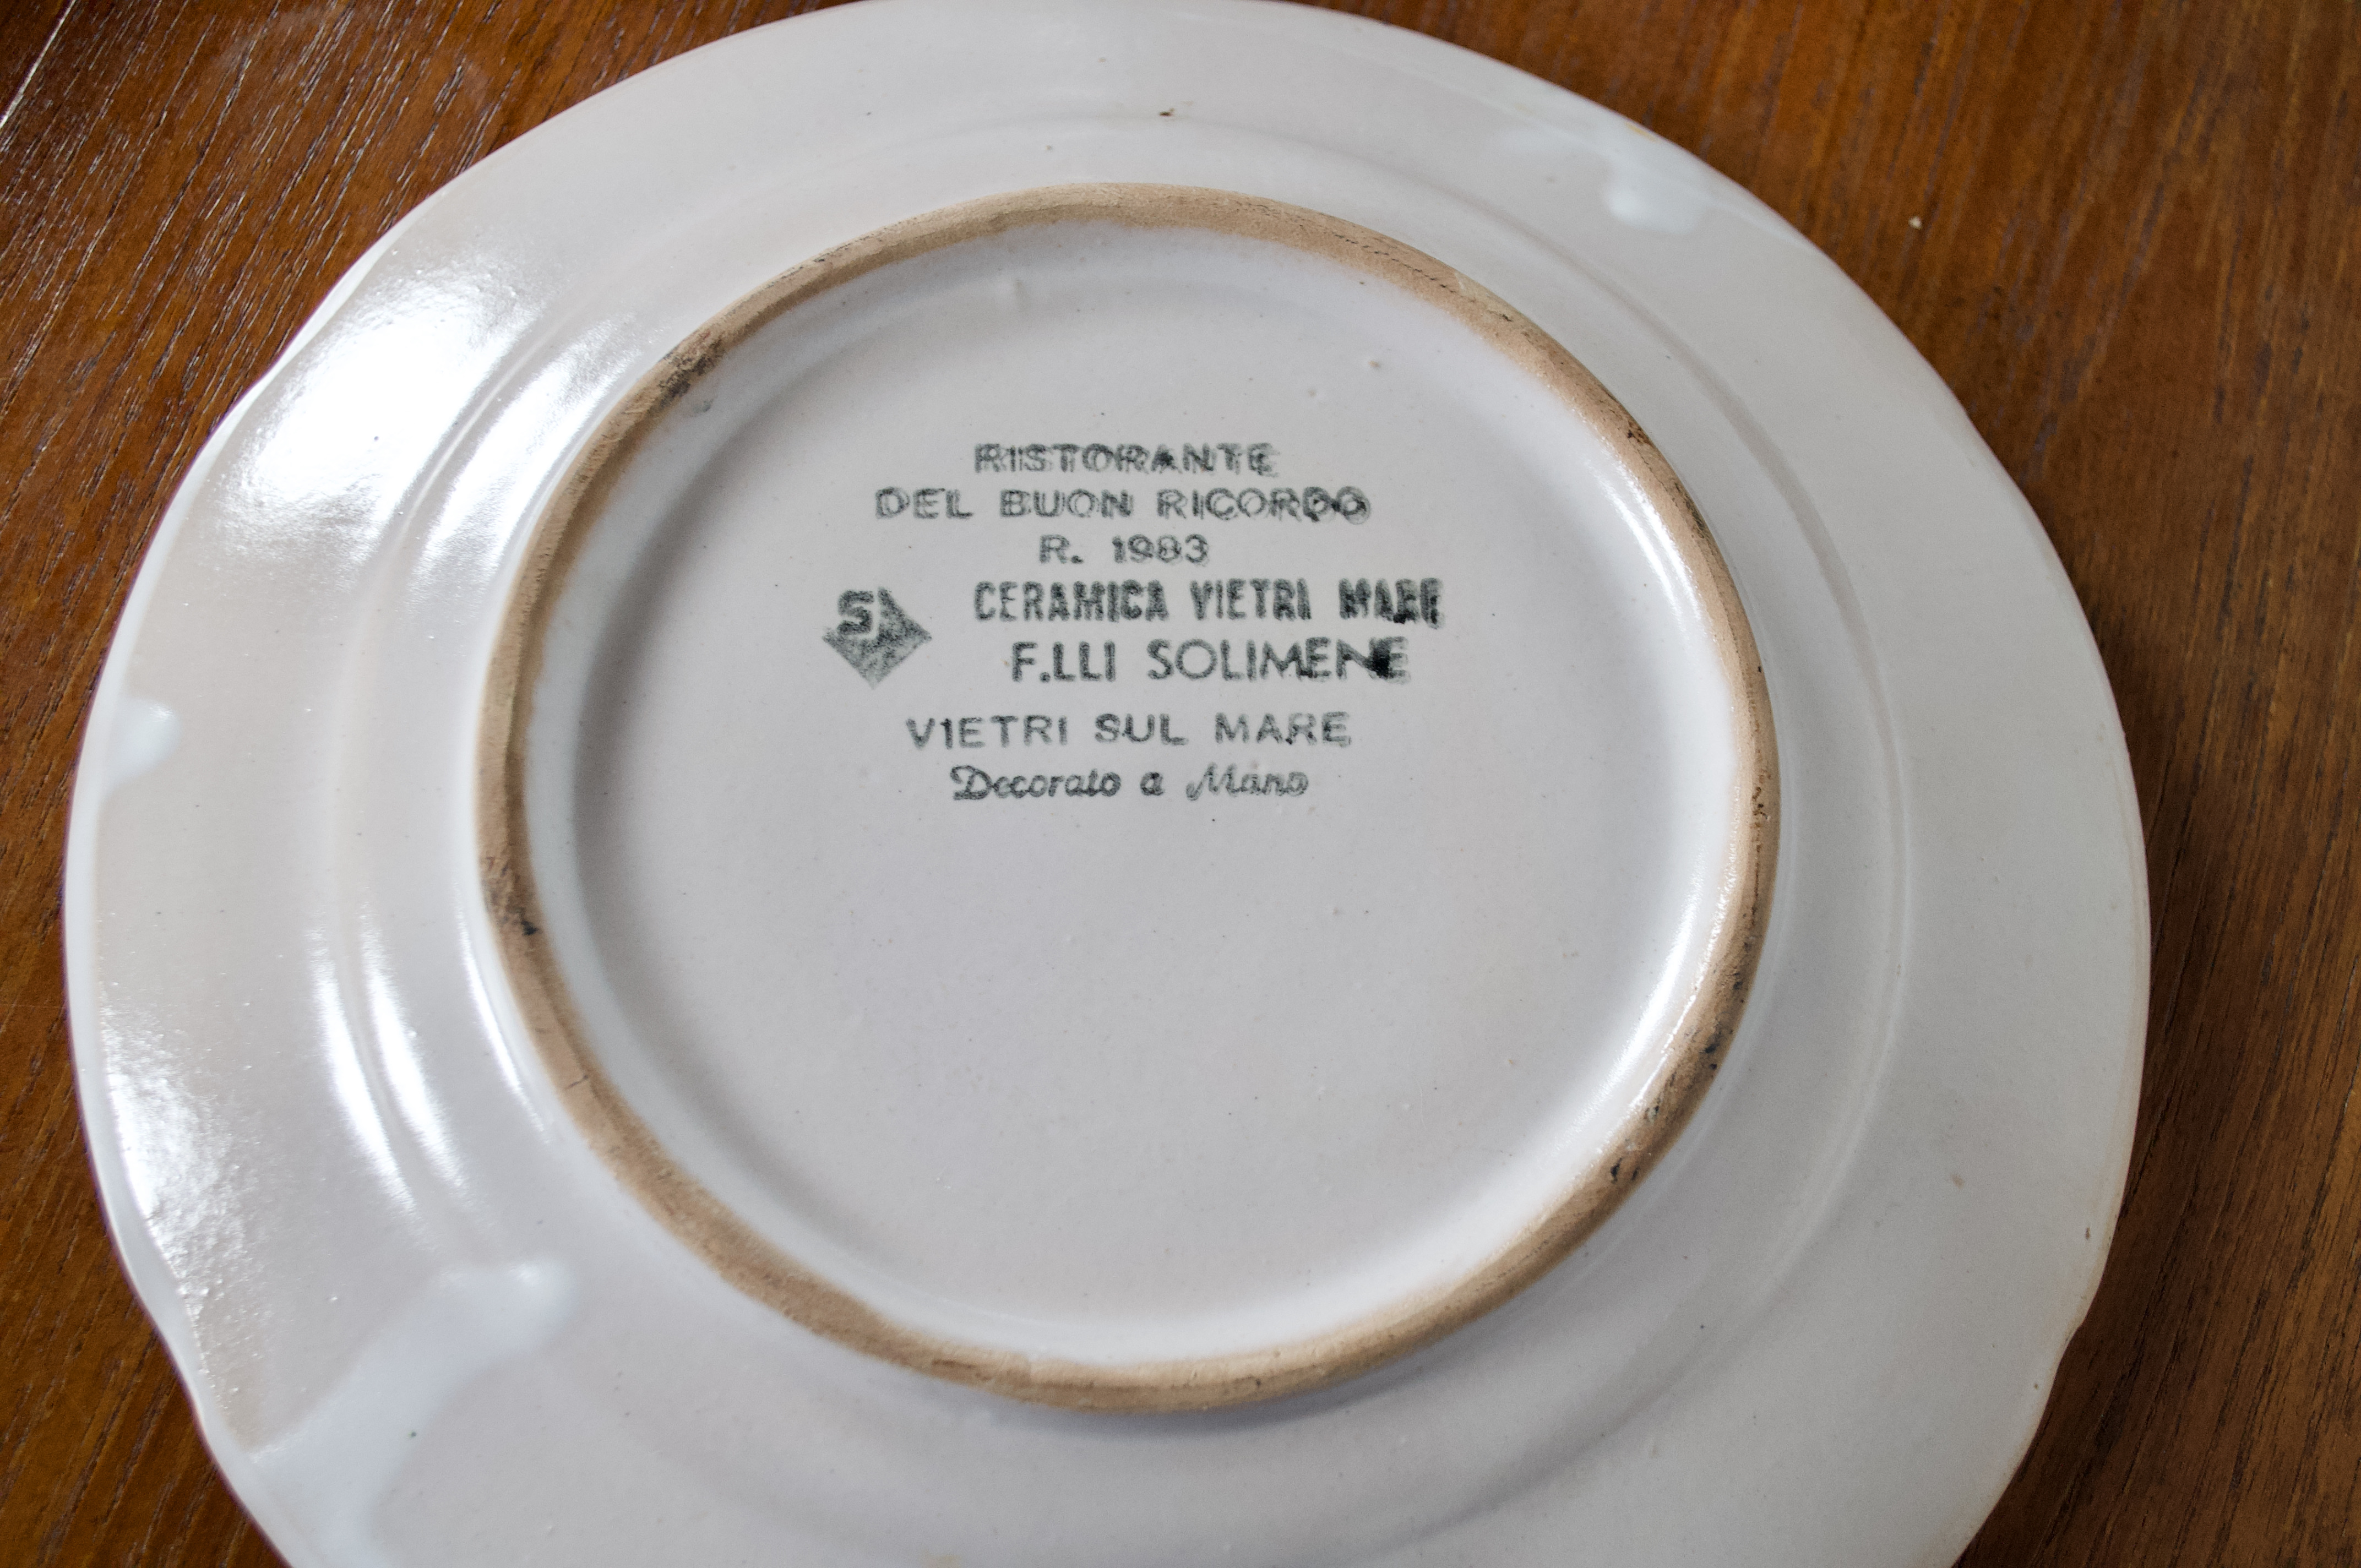 RISTORANTE
DEL BUON RICORDO
R. 1983
S CERAMICA VIETRI MARE
F.LLI SOLIMENE
VIETRI SUL MARE
Decorato a Mano